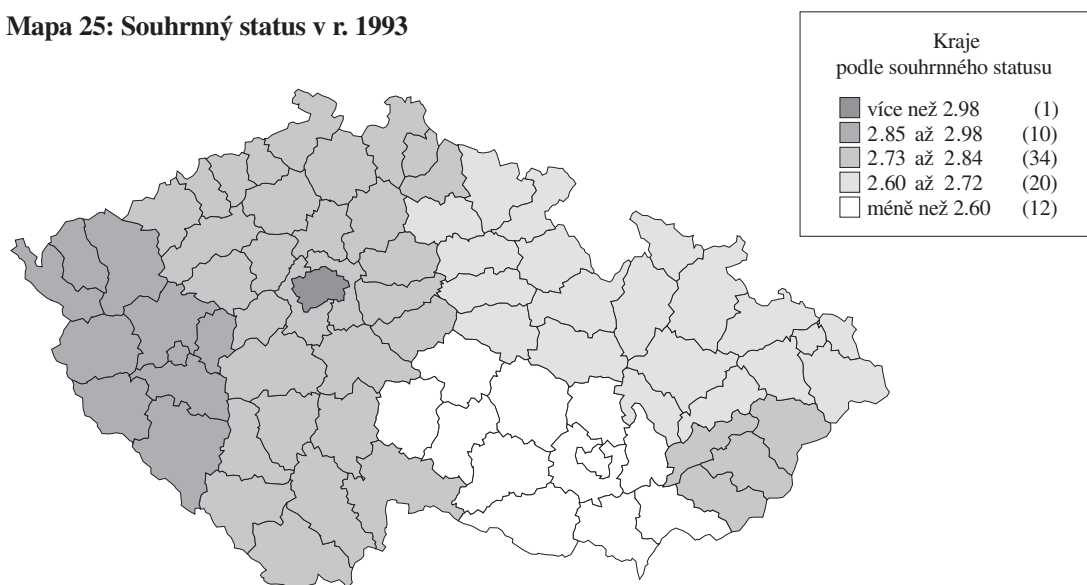 Mapa 25: Souhrnný status v r. 1993
Kraje
podle souhrnného statusu
více než 2.98 (1)
2.85 až 2.98 (10)
2.73 až 2.84 (34)
2.60 až 2.72 (20)
méně než 2.60 (12)